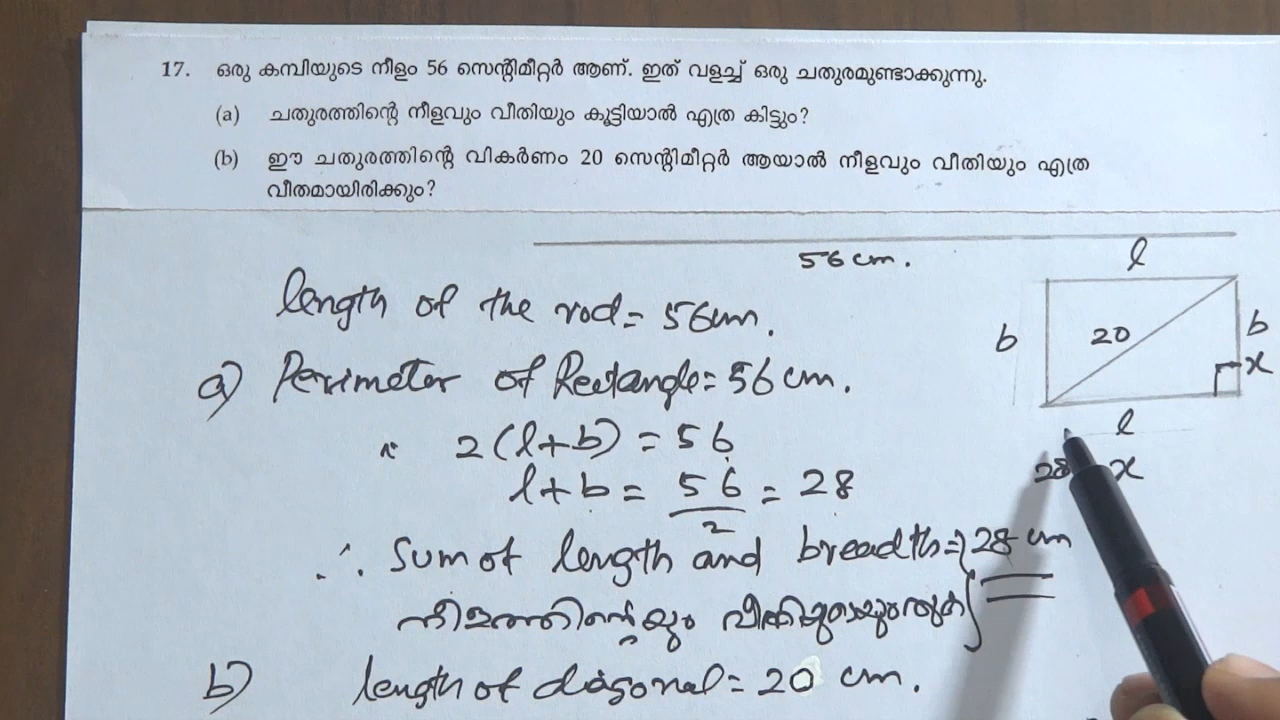 17. ഒരു കമ്പിയുടെ നീളം 56 സെന്റിമീറ്റർ ആണ്. ഇത് വളച്ച് ഒരു ചതുരമുണ്ടാക്കുന്നു.
(a) ചതുരത്തിന്റെ നീളവും വീതിയും കൂട്ടിയാൽ എത്ര കിട്ടും?
(b) ഈ ചതുരത്തിന്റെ വികർണം 20 സെന്റിമീറ്റർ ആയാൽ നീളവും വീതിയും എത്ര
വീതമായിരിക്കും?
56 cm.
l
b
20
b
x
l
28 x
length of the rod = 56cm.
a) Perimeter of Rectangle = 56 cm.
2(l+b) = 56
l+b = 56/2 = 28
∴ Sum of length and breadth = 28 cm
നീളത്തിന്റെയും വീതിയുടെയും തുക
b) length of diagonal = 20 cm.